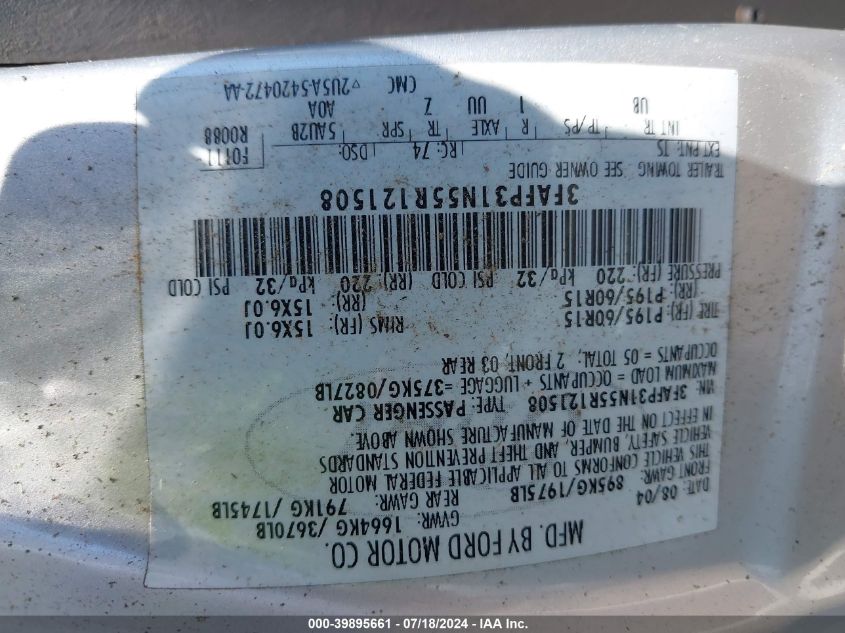 MFD. BY FORD MOTOR CO.
DATE: 08/04 GVWR: 1664KG /3670LB
FRONT GAWR: 895KG/1975LB REAR GAWR: 791KG /1745LB
THIS VEHICLE CONFORMS TO ALL APPLICABLE FEDERAL MOTOR
VEHICLE SAFETY, BUMPER, AND THEFT PREVENTION STANDARDS
IN EFFECT ON THE DATE OF MANUFACTURE SHOWN ABOVE.
VIN: 3FAFP31N55R121508 TYPE: PASSENGER CAR
MAXIMUM LOAD = OCCUPANTS + LUGGAGE =375KG/0827LB
OCCUPANTS = 05 TOTAL; 2 FRONT, 03 REAR
TIRE (FR): P195/60R15 RIMS (FR): 15X6.0J
(RR): P195/60R15 (RR): 15X6.0J
PRESSURE (FR): 220 kPa/32 PSI COLD (RR): 220 kPa/32 PSI COLD
3FAFP31N55R121508
TRAILER TOWING SEE OWNER GUIDE
EXT PNT: TS RC: 74 DSO: F0111
INT TR TP/PS R AXLE TR SPR 5AU2B R0088
UB 1 UU Z A0A
CMC ▽2U5A-5420472-AA
000-39895661 - 07/18/2024 - IAA Inc.